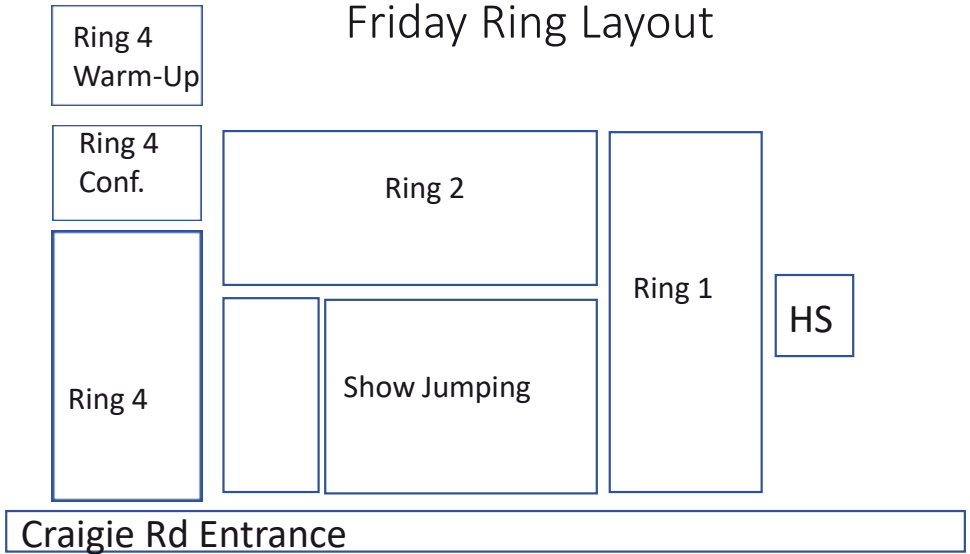 Friday Ring Layout
Ring 4
Warm-Up
Ring 4
Conf.
Ring 2
Ring 1
HS
Ring 4
Show Jumping
Craigie Rd Entrance